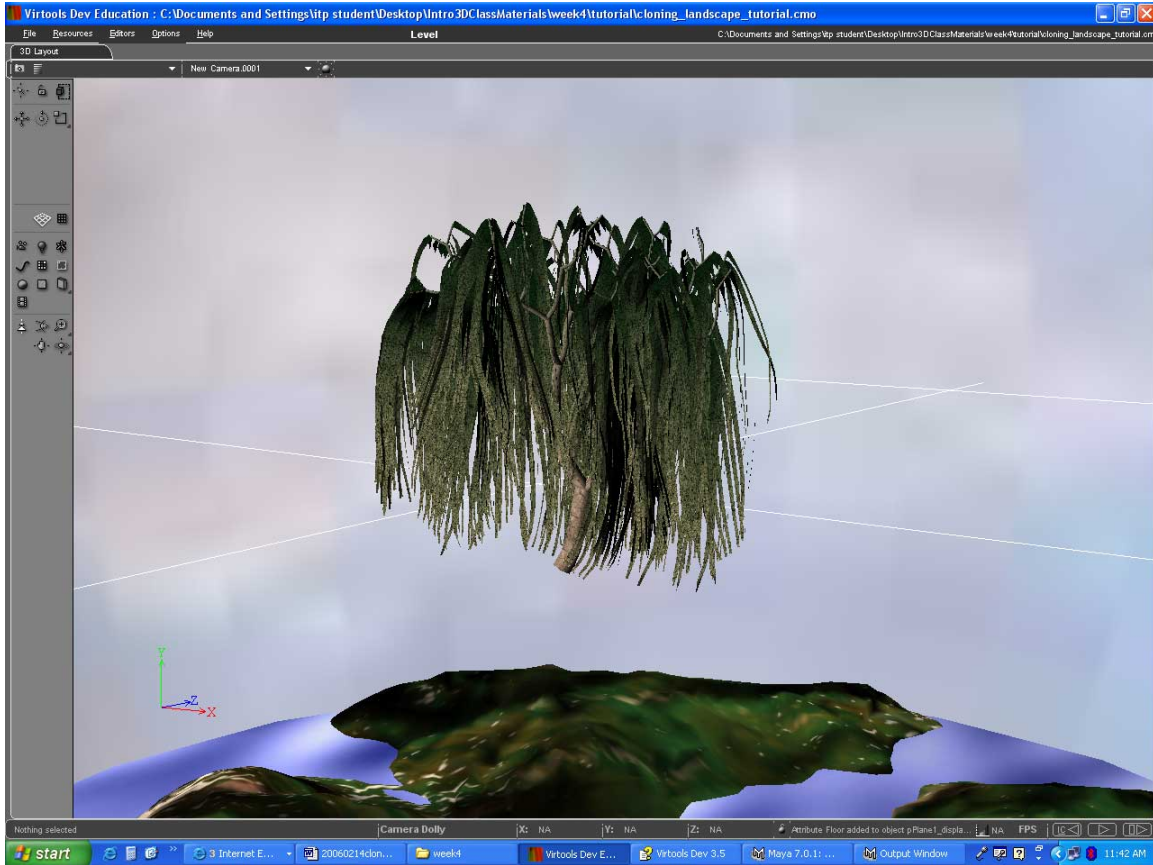 Virtools Dev Education : C:\Documents and Settings\itp student\Desktop\Intro3DClassMaterials\week4\tutorial\cloning_landscape_tutorial.cmo
File Resources Editors Options Help Level C:\Documents and Settings\itp student\Desktop\Intro3DClassMaterials\week4\tutorial\cloning_landscape_tutorial.cm
3D Layout
New Camera.0001
Y
Z
X
Nothing selected Camera Dolly X: NA Y: NA Z: NA Attribute Floor added to object pPlane1_displa... NA FPS
start 3 Internet E... 20060214clon... week4 Virtools Dev E... Virtools Dev 3.5 Maya 7.0.1: ... Output Window 11:42 AM